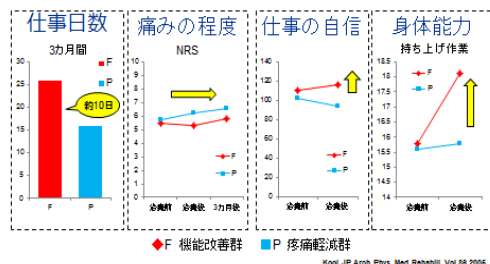 仕事日数
3カ月間
30
25
20
15
10
5
0
F
P
約10日
F
P
痛みの程度
NRS
10
9
8
7
6
5
4
3
2
1
0
F
P
治療前
治療後
3カ月後
仕事の自信
140
120
100
80
60
40
20
0
F
P
治療前
治療後
身体能力
持ち上げ作業
18.5
18
17.5
17
16.5
16
15.5
15
14.5
14
F
P
治療前
治療後
F 機能改善群
P 疼痛軽減群
Kool JP Arch Phys Med Rehabill Vol 86 2005